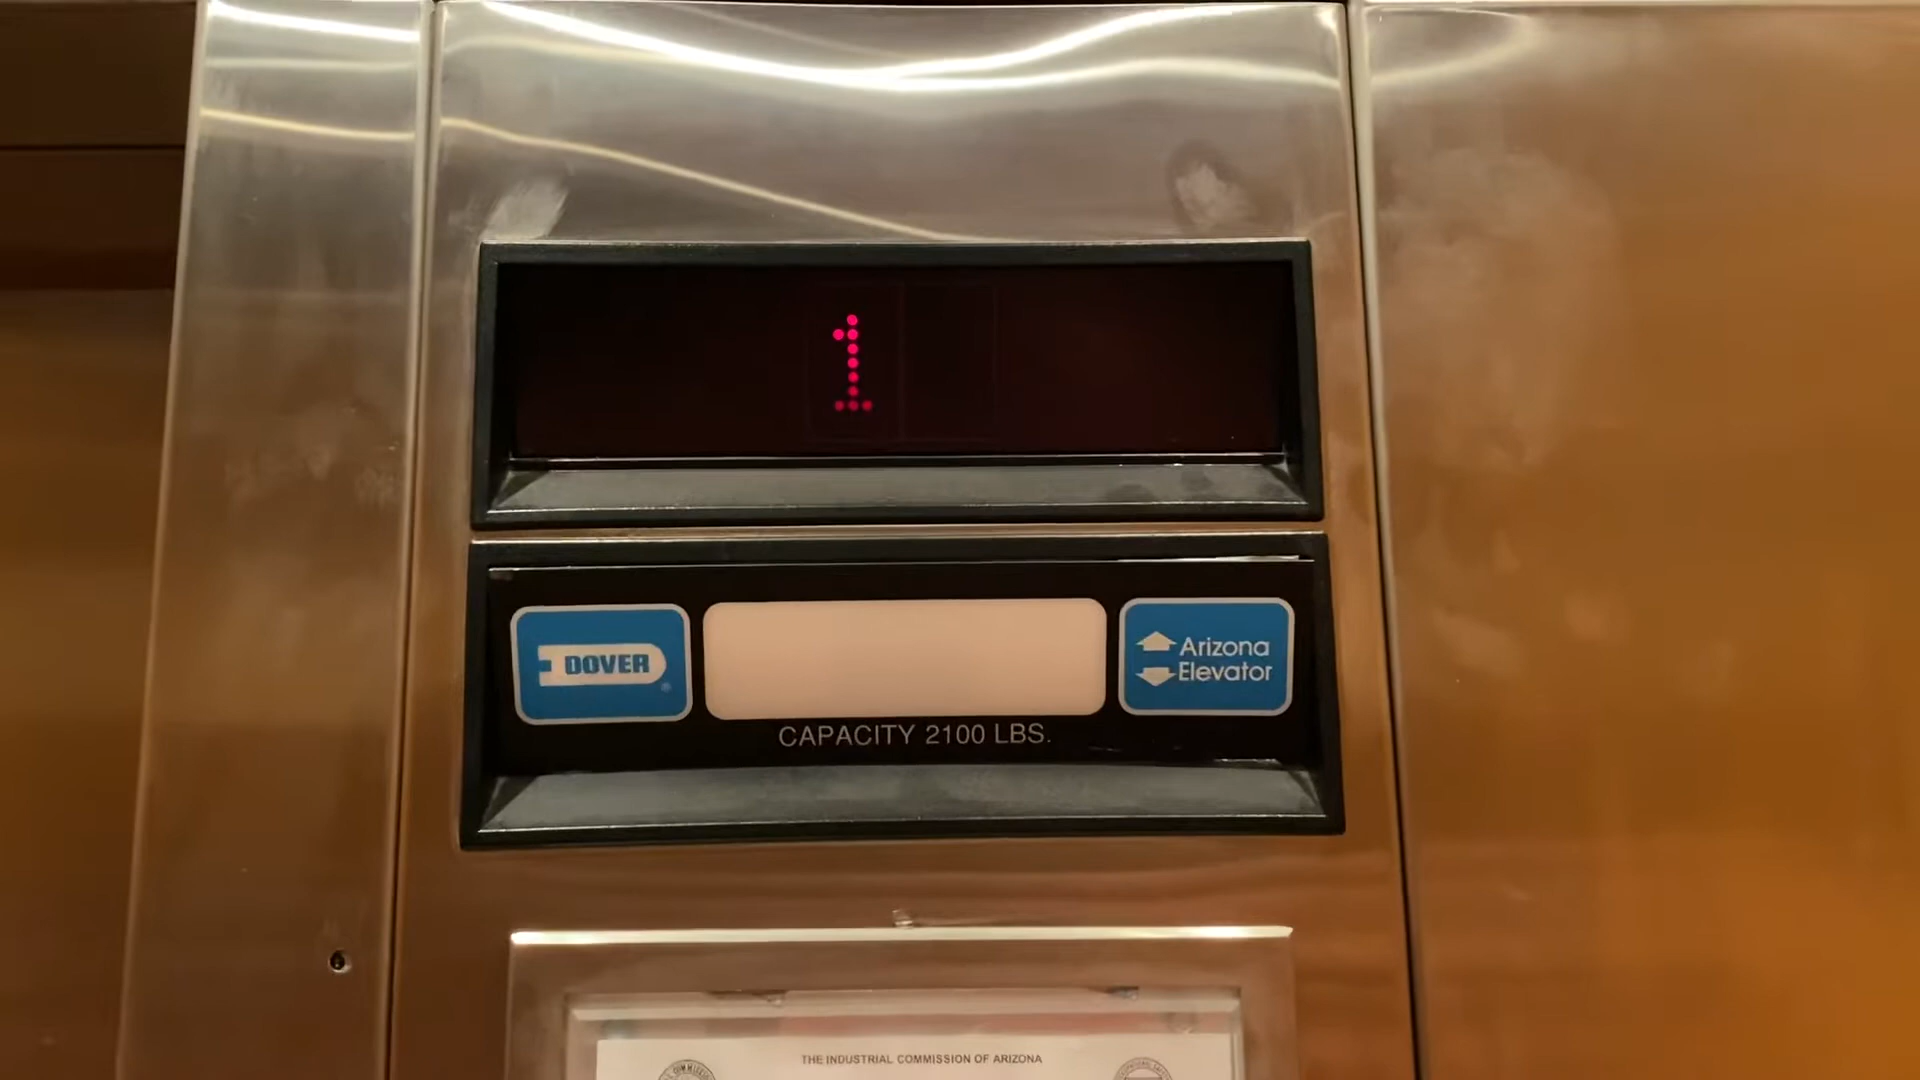 1
DOVER
Arizona
Elevator
CAPACITY 2100 LBS.
THE INDUSTRIAL COMMISSION OF ARIZONA